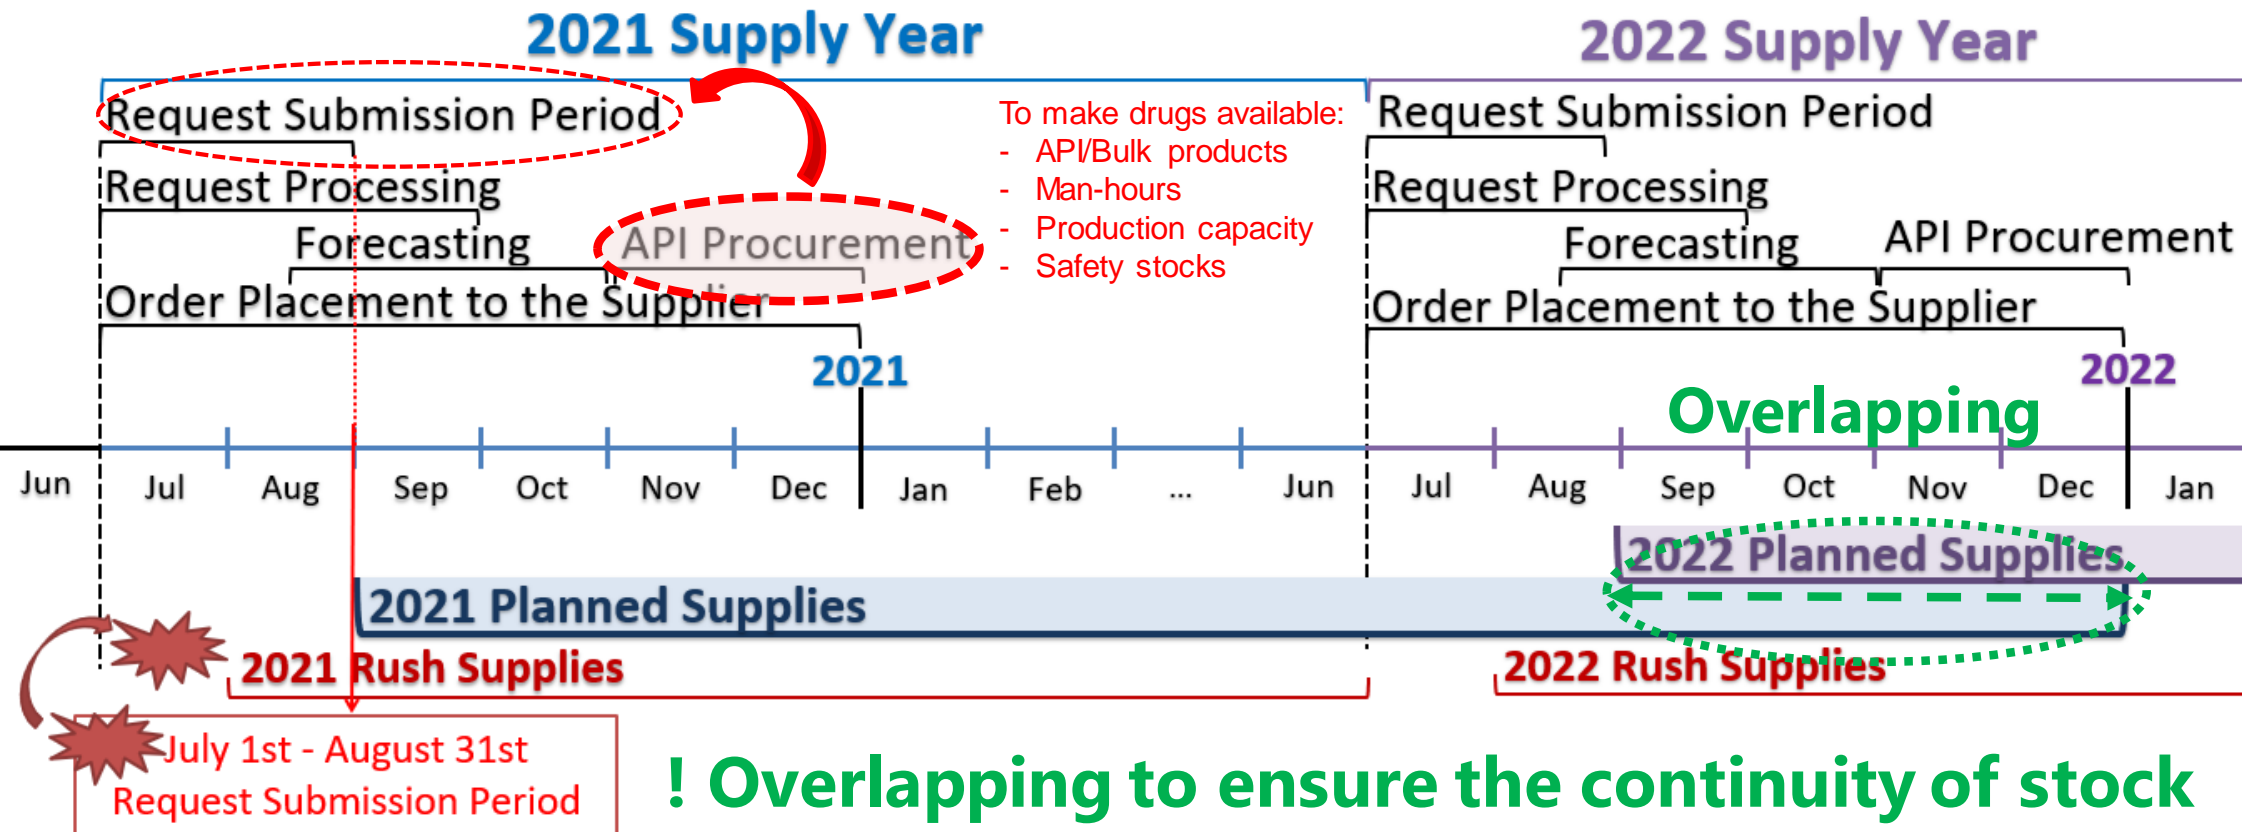 2021 Supply Year
2022 Supply Year
Request Submission Period
Request Processing
Forecasting
API Procurement
Order Placement to the Supplier
To make drugs available:
- API/Bulk products
- Man-hours
- Production capacity
- Safety stocks
Request Submission Period
Request Processing
Forecasting
API Procurement
Order Placement to the Supplier
2021
2022
Overlapping
Jun Jul Aug Sep Oct Nov Dec Jan Feb ... Jun Jul Aug Sep Oct Nov Dec Jan
2022 Planned Supplies
2021 Planned Supplies
2021 Rush Supplies
2022 Rush Supplies
July 1st - August 31st
Request Submission Period
! Overlapping to ensure the continuity of stock